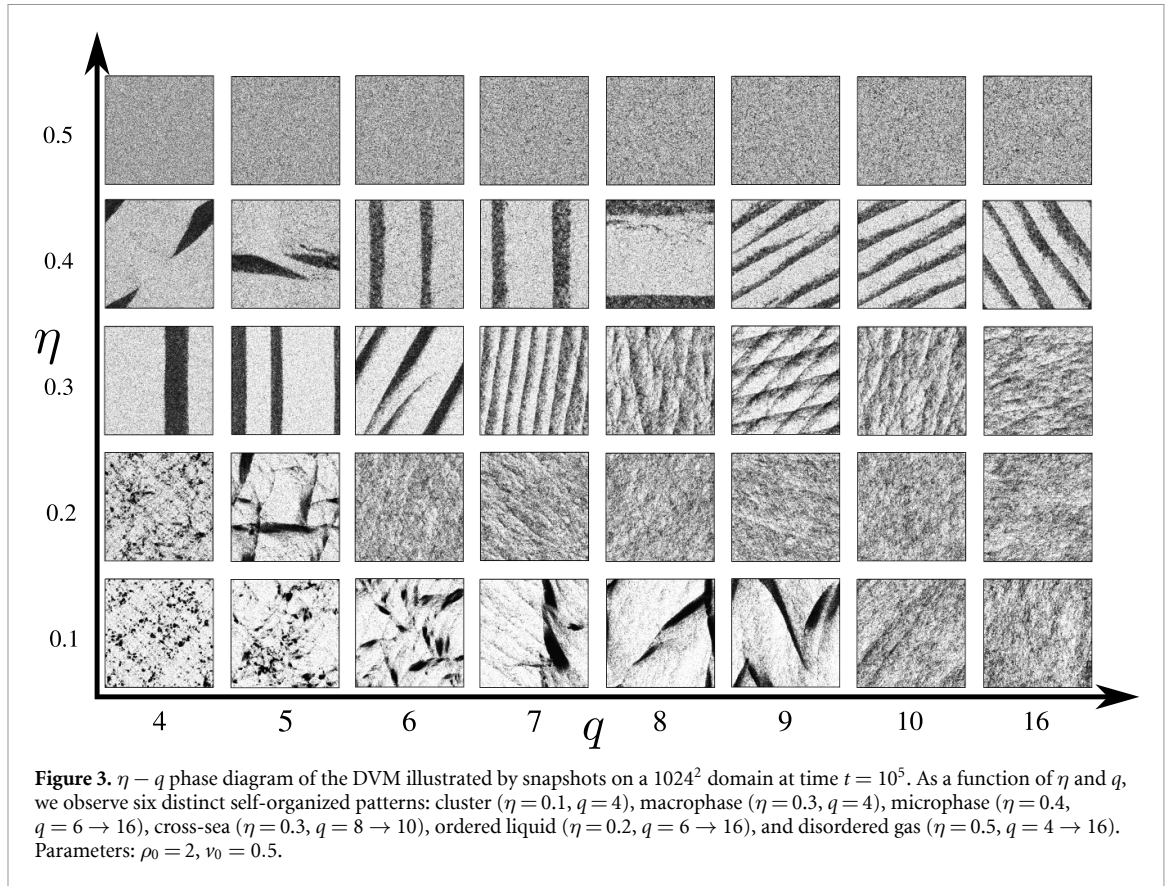 0.5
0.4
η
0.3
0.2
0.1
4 5 6 7 8 9 10 16
q
Figure 3. η − q phase diagram of the DVM illustrated by snapshots on a 1024² domain at time t = 10⁵. As a function of η and q,
we observe six distinct self-organized patterns: cluster (η = 0.1, q = 4), macrophase (η = 0.3, q = 4), microphase (η = 0.4,
q = 6 → 16), cross-sea (η = 0.3, q = 8 → 10), ordered liquid (η = 0.2, q = 6 → 16), and disordered gas (η = 0.5, q = 4 → 16).
Parameters: ρ₀ = 2, v₀ = 0.5.